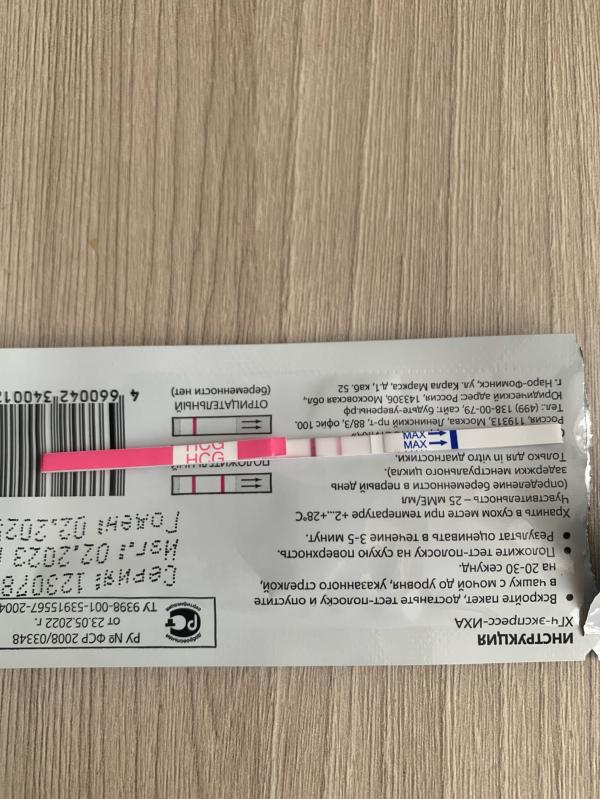 ИНСТРУКЦИЯ
ХГч-экспресс-ИХА
Вскройте, пакет, достаньте тест-полоску и опустите
в чашку с мочой до уровня, указанного стрелкой,
на 20-30 секунд.
Положите тест-полоску на сухую поверхность.
Результат оценивать в течение 3-5 минут.
Хранить в сухом месте при температуре +2...+28°С
Чувствительность – 25 мМЕ/мл
(определение беременности в первый день
задержки менструального цикла).
Только для in vitro диагностики.
Россия, 119313, Москва, Ленинский пр-т, 88/3, офис 100.
Тел.: (499) 138-00-79, сайт: будьте-уверены.рф
Юридический адрес: Россия, 143306, Московская обл.,
г. Наро-Фоминск, ул. Карла Маркса, д.1, каб. 52.
РУ № ФСР 2008/03348
от 23.05.2022 г.
ТУ 9398-001-53915567-2004
РСТ
добровольная
сертификация
Серия: 123078
Изг.: 02.2023
Годен: 02.202
ОТРИЦАТЕЛЬНЫЙ
(беременности нет)
4 660042 34001
MAX
MAX
HCG
HCG